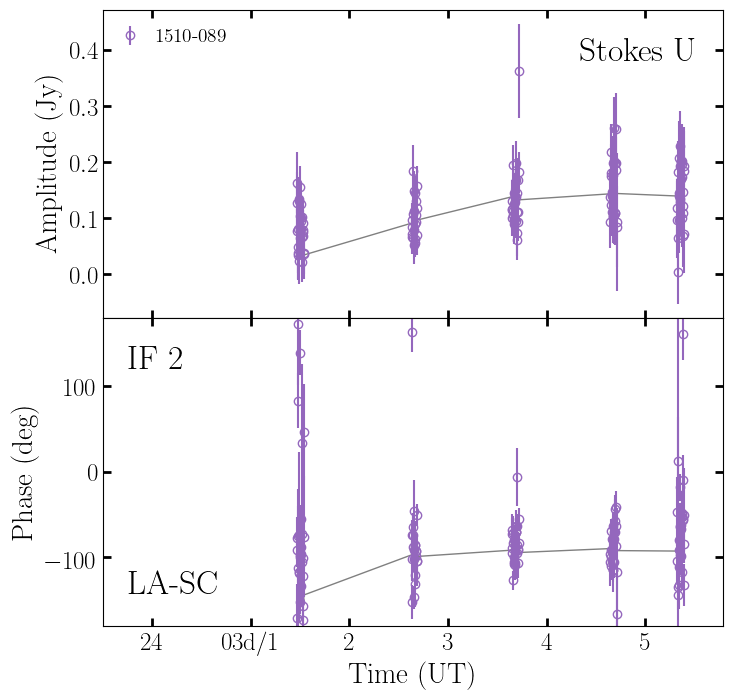 1510-089
Stokes U
0.4
0.3
0.2
0.1
0.0
Amplitude (Jy)
IF 2
100
0
−100
Phase (deg)
LA-SC
24 03d/1 2 3 4 5
Time (UT)